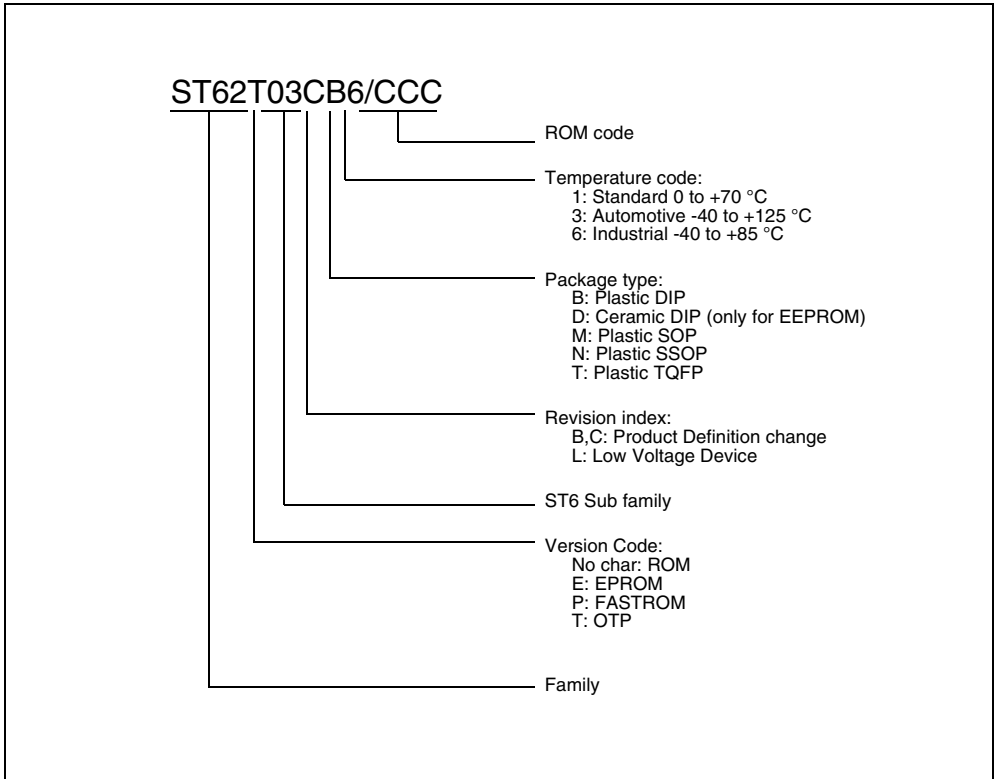 ST62T03CB6/CCC
ROM code
Temperature code:
1: Standard 0 to +70 °C
3: Automotive -40 to +125 °C
6: Industrial -40 to +85 °C
Package type:
B: Plastic DIP
D: Ceramic DIP (only for EEPROM)
M: Plastic SOP
N: Plastic SSOP
T: Plastic TQFP
Revision index:
B,C: Product Definition change
L: Low Voltage Device
ST6 Sub family
Version Code:
No char: ROM
E: EPROM
P: FASTROM
T: OTP
Family